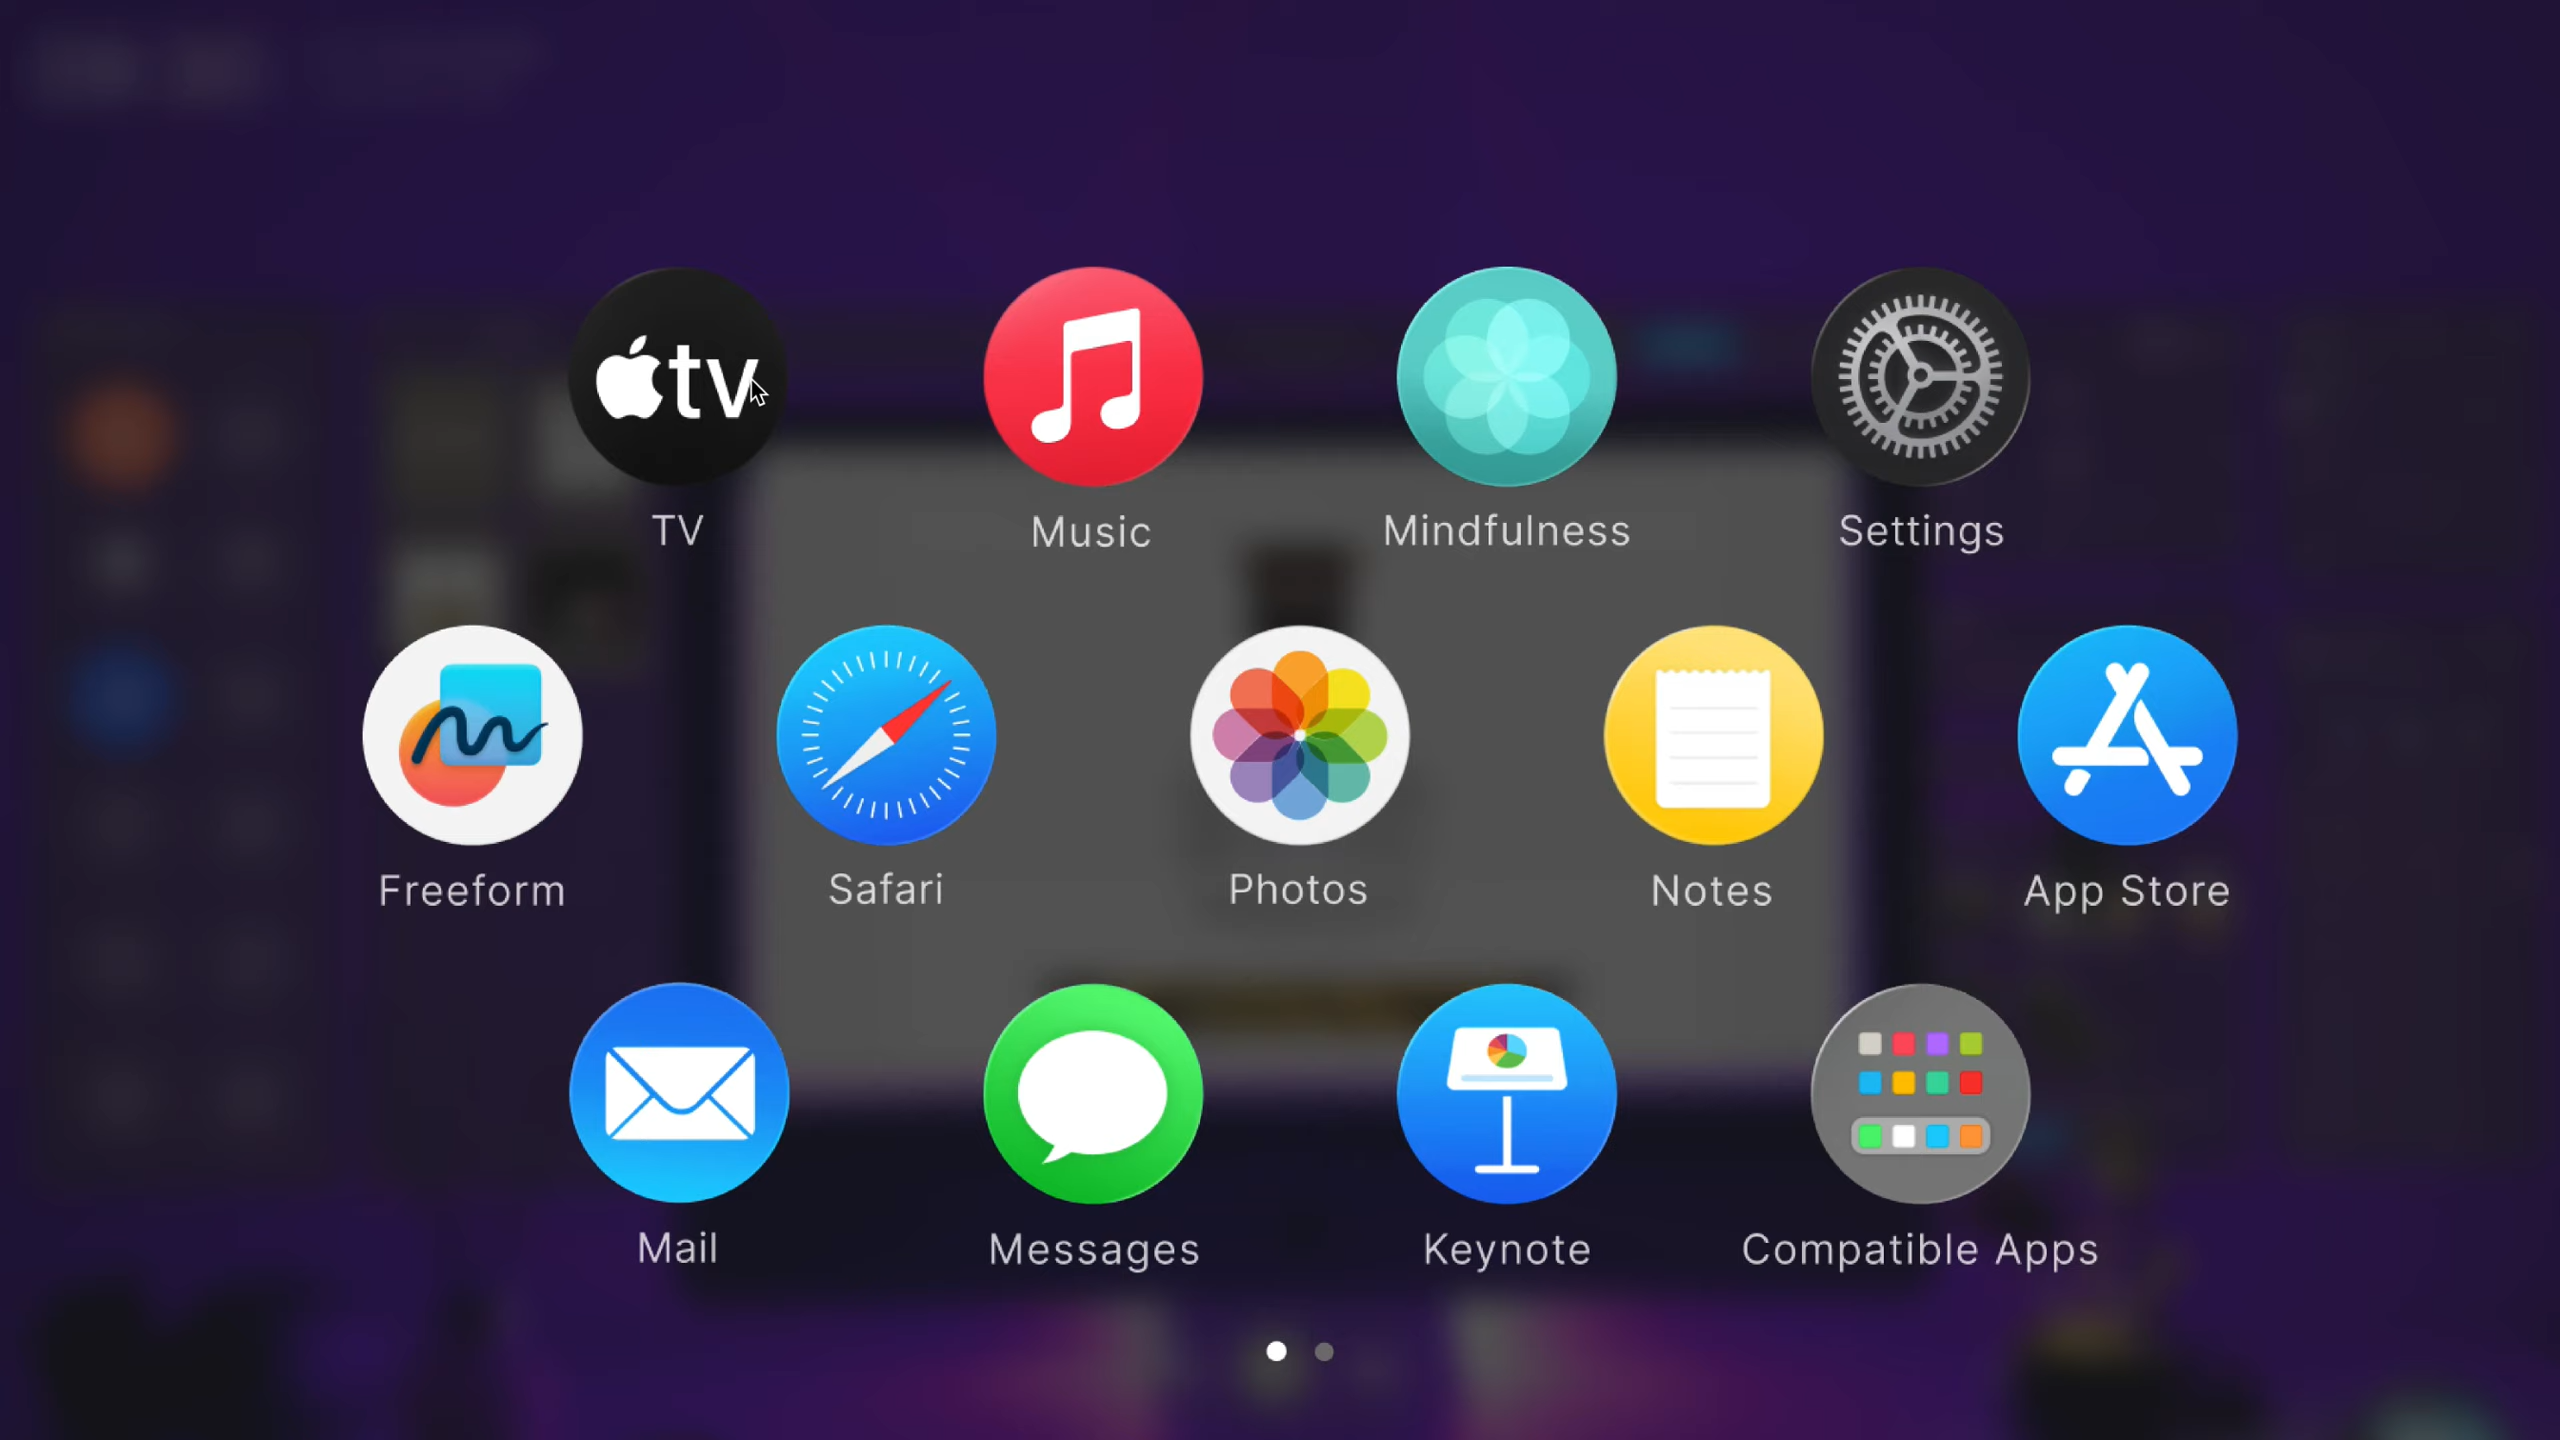 tv
TV
Music
Mindfulness
Settings
Freeform
Safari
Photos
Notes
App Store
Mail
Messages
Keynote
Compatible Apps